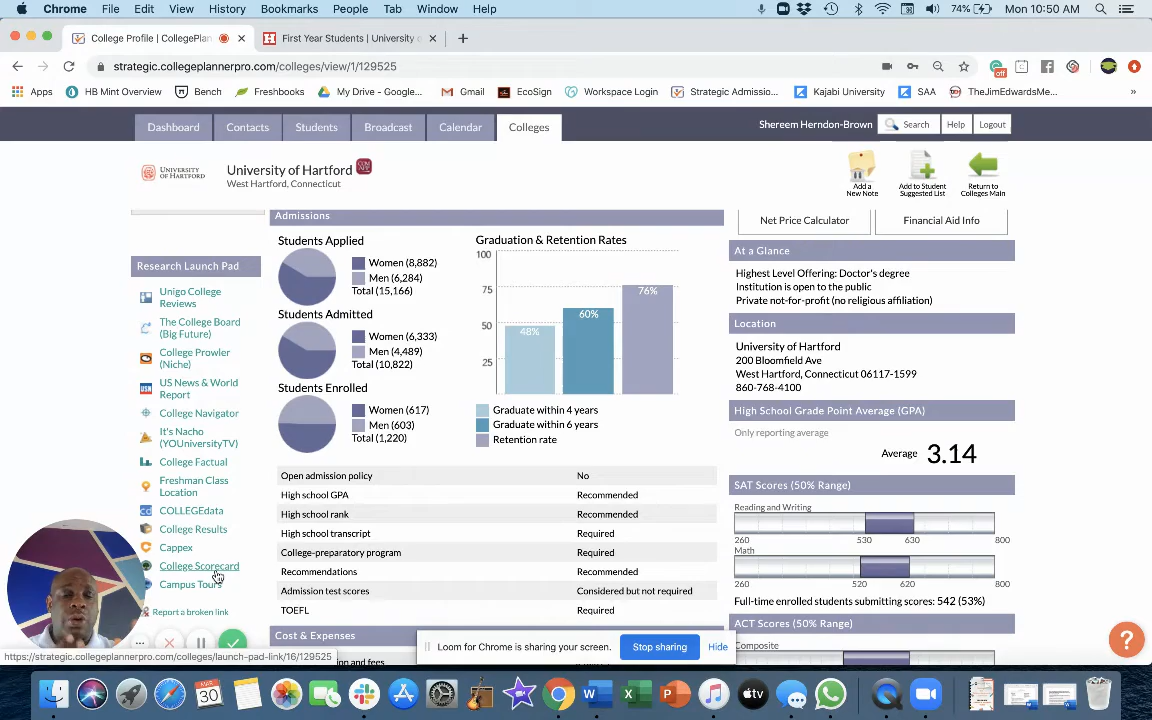 Chrome File Edit View History Bookmarks People Tab Window Help 74% Mon 10:50 AM
College Profile | CollegePlan
First Year Students | University
strategic.collegeplannerpro.com/colleges/view/1/129525
off
Apps HB Mint Overview Bench Freshbooks My Drive - Google... Gmail EcoSign Workspace Login Strategic Admissio... Kajabi University SAA TheJimEdwardsMe... »
Dashboard Contacts Students Broadcast Calendar Colleges Shereem Herndon-Brown Search Help Logout
UNIVERSITY OF HARTFORD
University of Hartford
West Hartford, Connecticut
Add a New Note
Add to Student Suggested List
Return to Colleges Main
Research Launch Pad
Unigo College
Reviews
The College Board
(Big Future)
College Prowler
(Niche)
US News & World
Report
College Navigator
It's Nacho
(YOUniversityTV)
College Factual
Freshman Class
Location
COLLEGEdata
College Results
Cappex
College Scorecard
Campus Tours
Report a broken link
Admissions
Students Applied
Women (8,882)
Men (6,284)
Total (15,166)
Students Admitted
Women (6,333)
Men (4,489)
Total (10,822)
Students Enrolled
Women (617)
Men (603)
Total (1,220)
Graduation & Retention Rates
100
75
50
25
48%
60%
76%
Graduate within 4 years
Graduate within 6 years
Retention rate
Open admission policy No
High school GPA Recommended
High school rank Recommended
High school transcript Required
College-preparatory program Required
Recommendations Recommended
Admission test scores Considered but not required
TOEFL Required
Cost & Expenses
Net Price Calculator Financial Aid Info
At a Glance
Highest Level Offering: Doctor's degree
Institution is open to the public
Private not-for-profit (no religious affiliation)
Location
University of Hartford
200 Bloomfield Ave
West Hartford, Connecticut 06117-1599
860-768-4100
High School Grade Point Average (GPA)
Only reporting average
Average 3.14
SAT Scores (50% Range)
Reading and Writing
260 530 630 800
Math
260 520 620 800
Full-time enrolled students submitting scores: 542 (53%)
ACT Scores (50% Range)
Composite
Loom for Chrome is sharing your screen. Stop sharing Hide
https://strategic.collegeplannerpro.com/colleges/launch-pad-link/16/129525
?
30
tv